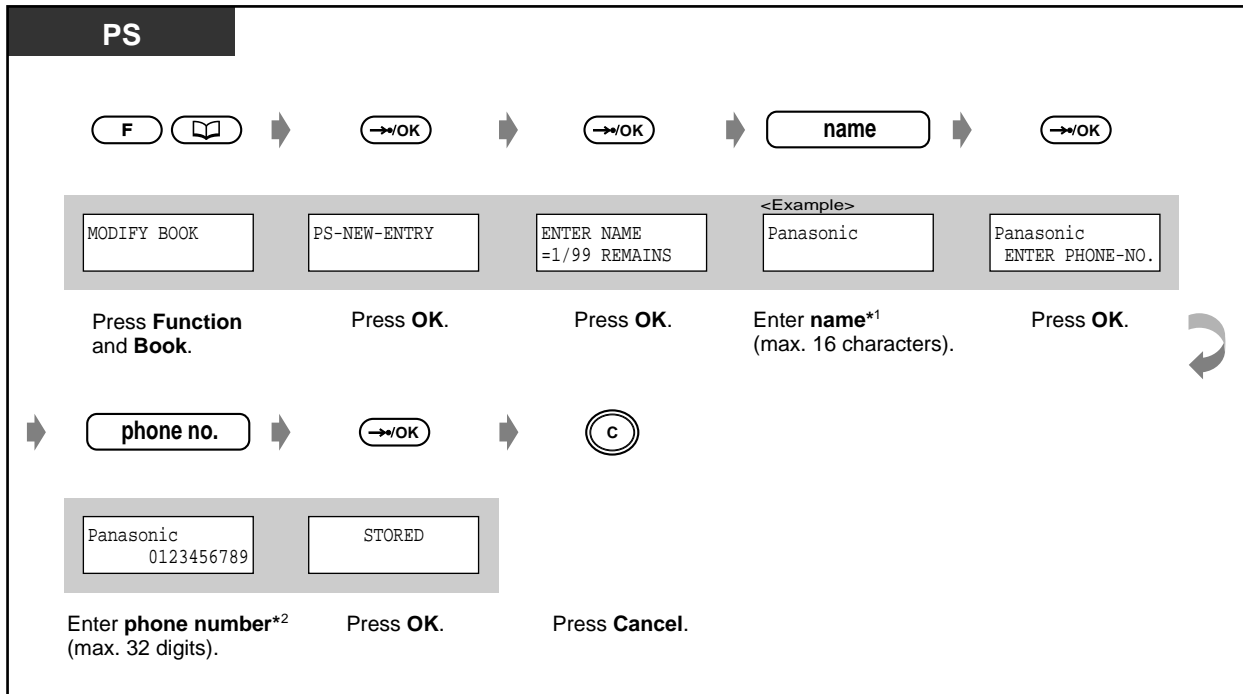 PS
F
→/OK
→/OK
name
→/OK
<Example>
MODIFY BOOK
PS-NEW-ENTRY
ENTER NAME
=1/99 REMAINS
Panasonic
Panasonic
ENTER PHONE-NO.
Press Function
and Book.
Press OK.
Press OK.
Enter name*1
(max. 16 characters).
Press OK.
phone no.
→/OK
C
Panasonic
0123456789
STORED
Enter phone number*2
(max. 32 digits).
Press OK.
Press Cancel.